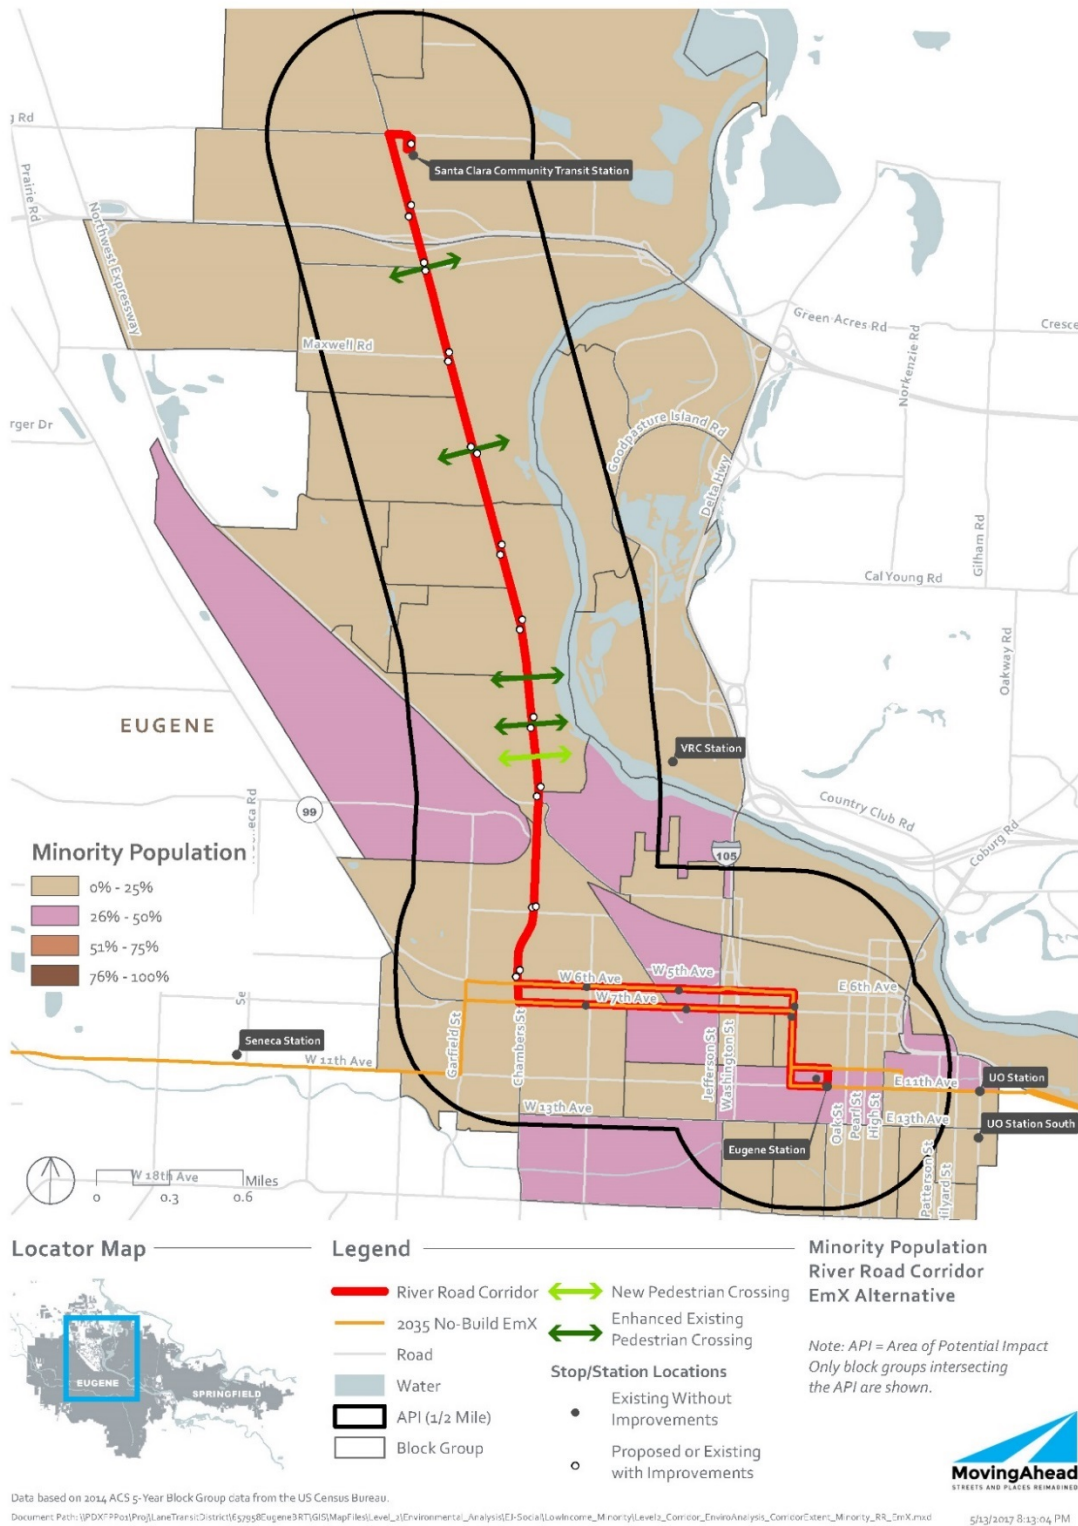 g Rd
Prairie Rd
Northwest Expressway
Santa Clara Community Transit Station
Maxwell Rd
Green Acres Rd
Cresce
Norkenzie Rd
rger Dr
Goodpasture Island Rd
Delta Hwy
Gilham Rd
Cal Young Rd
Oakway Rd
EUGENE
VRC Station
99
eca Rd
Country Club Rd
Coburg Rd
105
Minority Population
0% - 25%
26% - 50%
51% - 75%
76% - 100%
Se
W 6th Ave
W 5th Ave
E 6th Ave
W 7th Ave
Seneca Station
W 11th Ave
Garfield St
Chambers St
Jefferson St
Washington St
E 11th Ave
UO Station
W 13th Ave
Oak St
Pearl St
High St
E 13th Ave
UO Station South
Eugene Station
Patterson St
Hilyard St
W 18th Ave
Miles
0
0.3
0.6
Locator Map
EUGENE
SPRINGFIELD
Legend
River Road Corridor
2035 No-Build EmX
Road
Water
API (1/2 Mile)
Block Group
New Pedestrian Crossing
Enhanced Existing
Pedestrian Crossing
Stop/Station Locations
Existing Without
Improvements
Proposed or Existing
with Improvements
Minority Population
River Road Corridor
EmX Alternative
Note: API = Area of Potential Impact
Only block groups intersecting
the API are shown.
MovingAhead
STREETS AND PLACES REIMAGINED
Data based on 2014 ACS 5-Year Block Group data from the US Census Bureau.
5/13/2017 8:13:04 PM